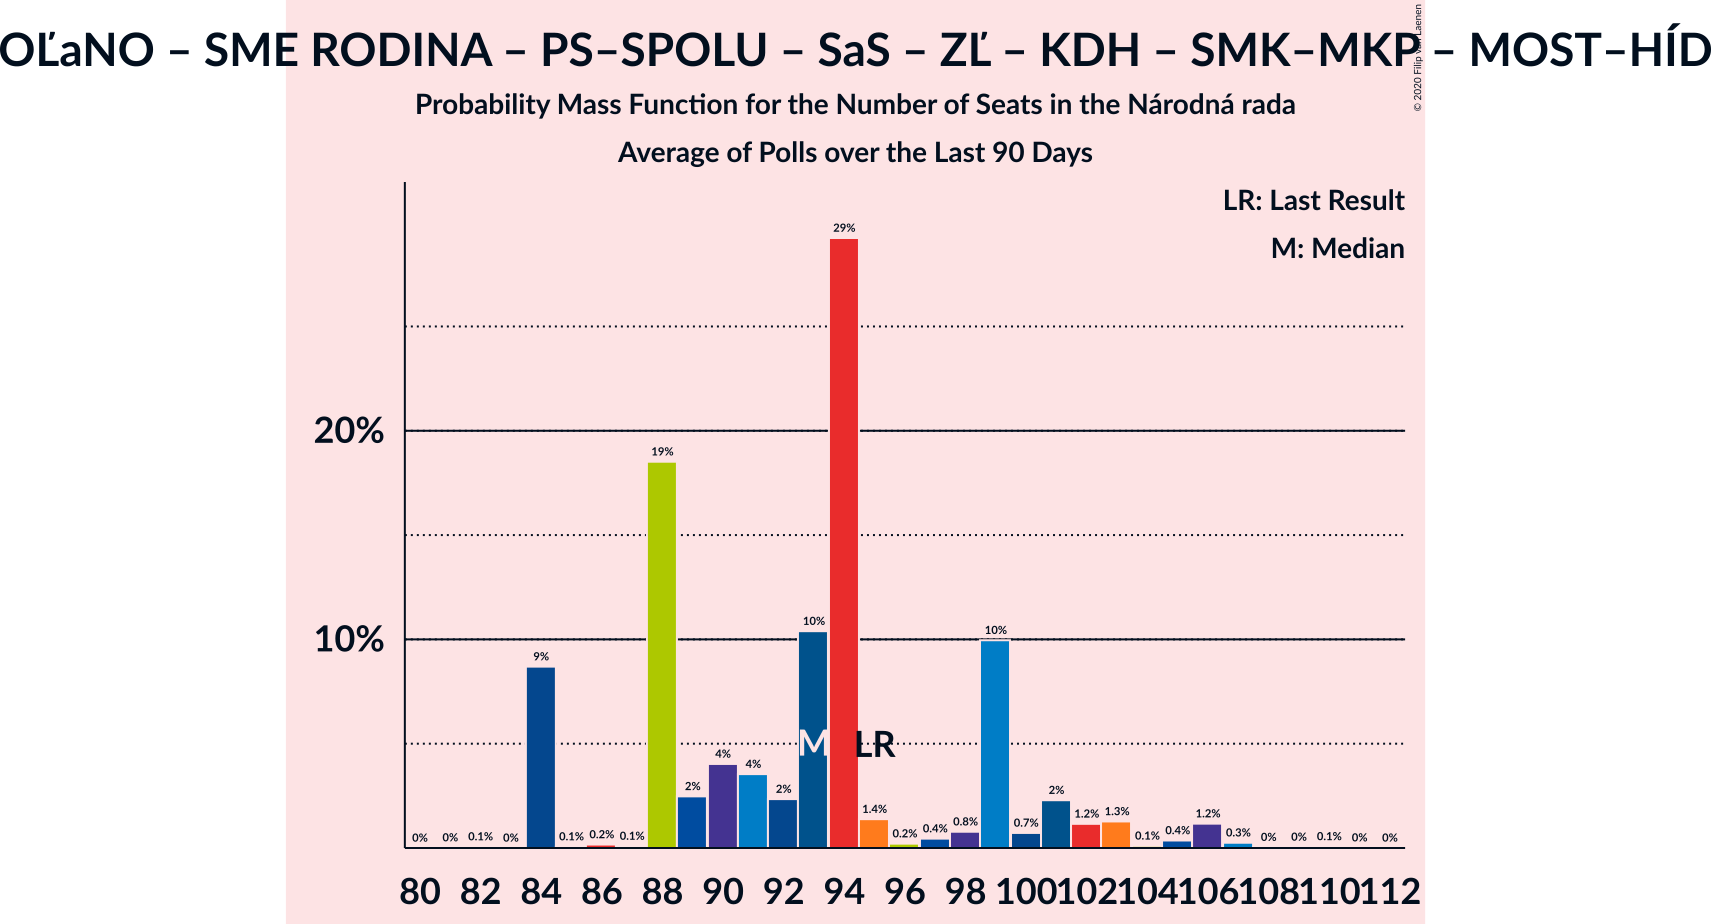 OĽaNO – SME RODINA – PS–SPOLU – SaS – ZĽ – KDH – SMK–MKP – MOST–HÍD
Probability Mass Function for the Number of Seats in the Národná rada
Average of Polls over the Last 90 Days
© 2020 Filip van Laenen
LR: Last Result
M: Median
20%
10%
0% 0% 0.1% 0% 9% 0.1% 0.2% 0.1% 19% 2% 4% 4% 2% 10% 29% 1.4% 0.2% 0.4% 0.8% 10% 0.7% 2% 1.2% 1.3% 0.1% 0.4% 1.2% 0.3% 0% 0% 0.1% 0% 0%
M LR
80 82 84 86 88 90 92 94 96 98 100 102 104 106 108 110 112